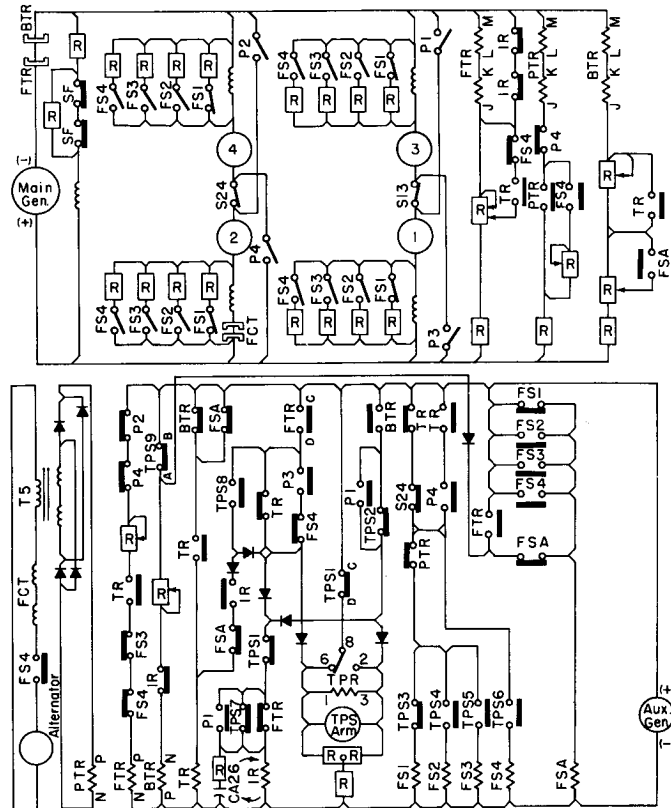 BTR
FTR
(-)
Main Gen.
(+)
R
R
SF
SF
R
R
R
R
FS4
FS3
FS2
FS1
P2
4
S24
2
P4
R
R
R
R
FS4
FS3
FS2
FS1
FCT
FS4
FS3
FS2
FS1
R
R
R
R
P1
3
S13
1
P3
FS4
FS3
FS2
FS1
R
R
R
R
FTR
M
K L
J
IR
IR
FS4
TR
R
R
BTR
M
K L
J
P4
PTR
FS4
R
R
BTR
M
K L
J
R
TR
FSA
R
R
T5
FCT
FS4
Alternator
PTR
P
N
P2
P4
R
TR
FS3
FS4
FTR
P
N
TPS9
B
A
R
IR
BTR
N
P
BTR
TR
TR
FSA
TPS8
TR
IR
FSA
TPS1
P1
TPS7
FTR
R
CA26
IR
FTR
C
D
P3
FS4
TPS1
C
D
8
6
2
TPR
1
3
TPS Arm
R
R
R
BTR
P1
TPS2
TR
TR
S24
P4
PTR
TPS3
TPS4
TPS5
TPS6
FS1
FS2
FS3
FS4
FTR
FS1
FS2
FS3
FS4
FSA
FSA
(+)
Aux. Gen.
(-)